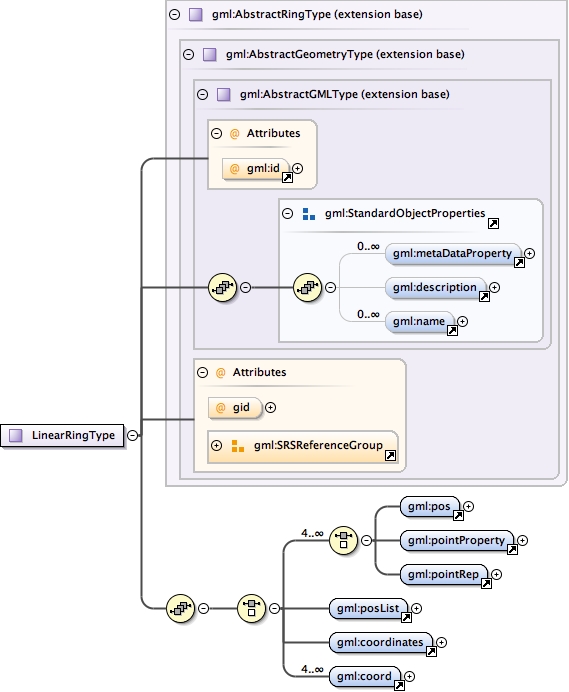 gml:AbstractRingType (extension base)
gml:AbstractGeometryType (extension base)
gml:AbstractGMLType (extension base)
@ Attributes
@ gml:id
gml:StandardObjectProperties
0..∞
gml:metaDataProperty
gml:description
0..∞
gml:name
@ Attributes
@ gid
gml:SRSReferenceGroup
LinearRingType
gml:pos
4..∞
gml:pointProperty
gml:pointRep
gml:posList
gml:coordinates
4..∞
gml:coord